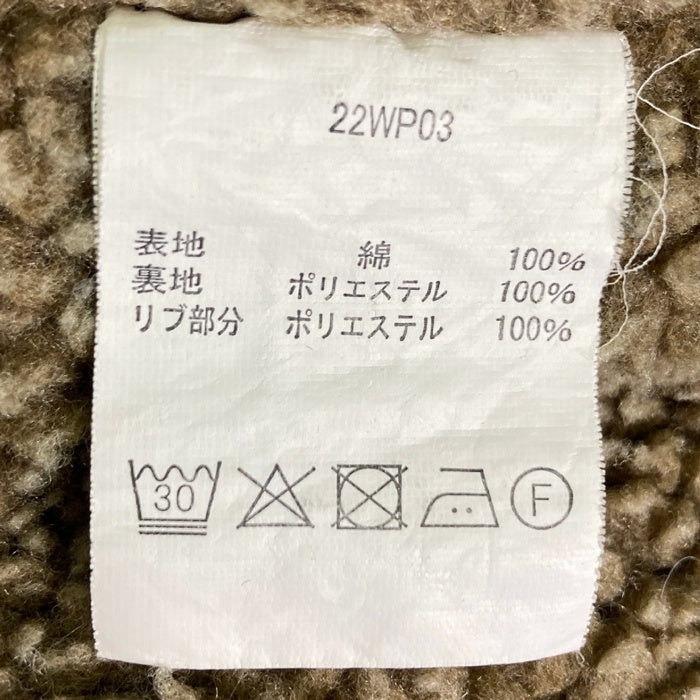 22WP03
表地 綿 100%
裏地 ポリエステル 100%
リブ部分 ポリエステル 100%
30 F